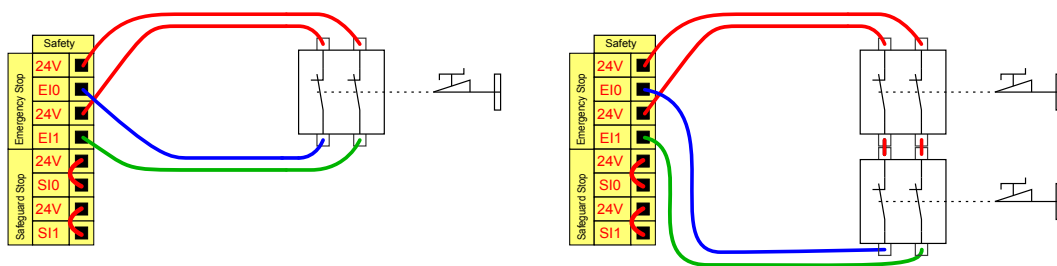 Safety
Emergency Stop
24V
EI0
24V
EI1
Safeguard Stop
24V
SI0
24V
SI1
Safety
Emergency Stop
24V
EI0
24V
EI1
Safeguard Stop
24V
SI0
24V
SI1